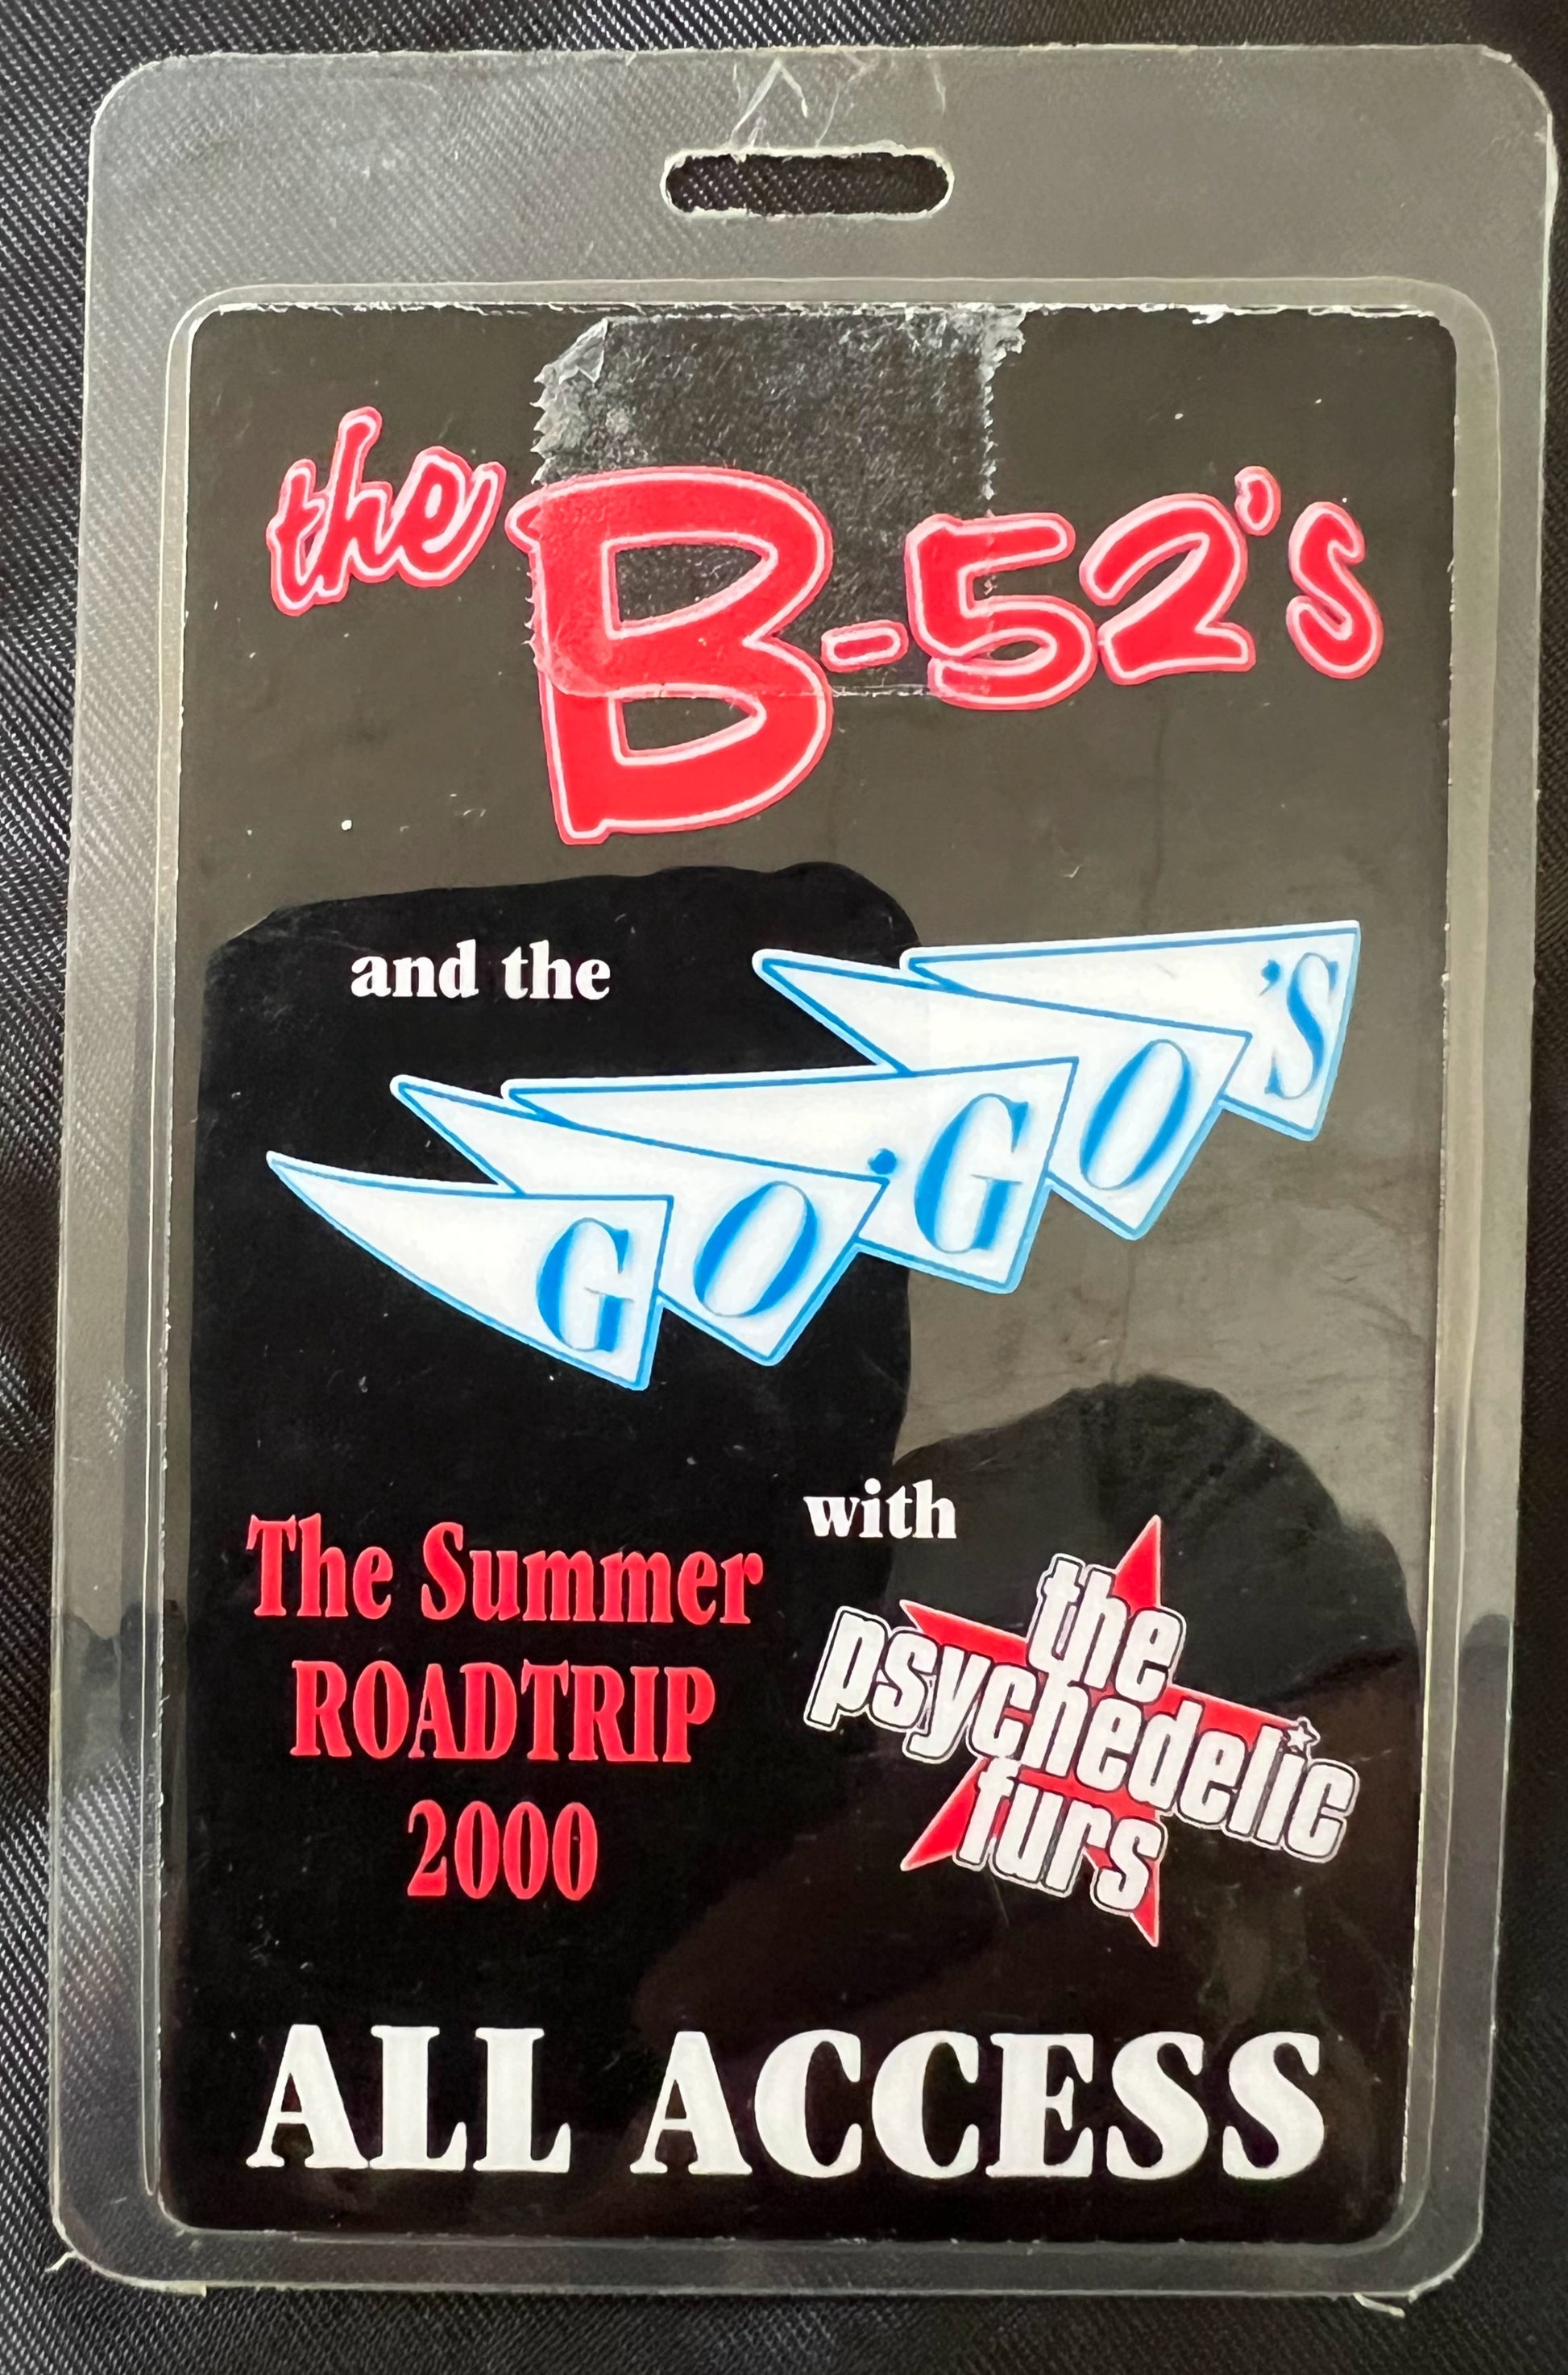 the B-52's
and the
GO·GO'S
with
The Summer
ROADTRIP
2000
the
psychedelic
furs
ALL ACCESS